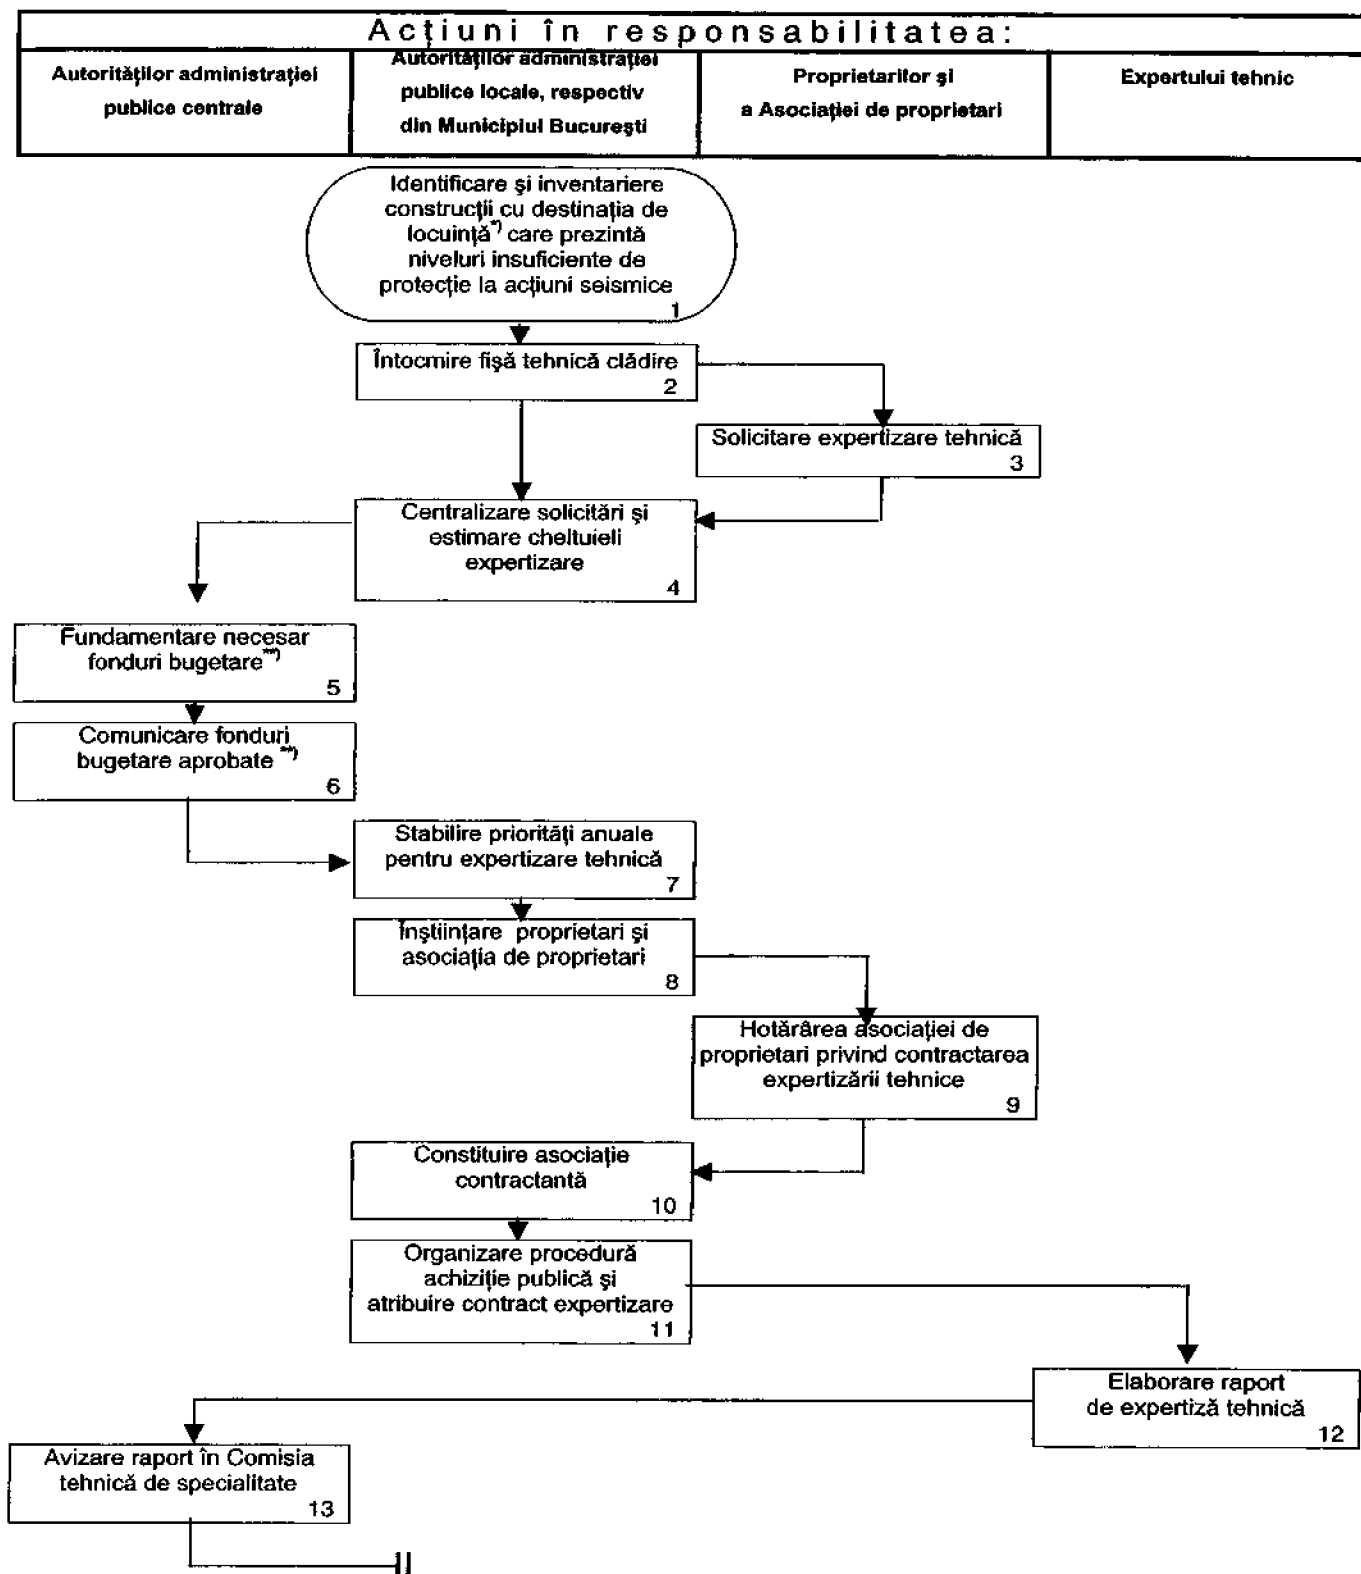 Acțiuni în responsabilitatea:
Autorităților administrației
publice centrale
Autorităților administrației
publice locale, respectiv
din Municipiul București
Proprietarilor și
a Asociației de proprietari
Expertului tehnic
Identificare și inventariere
construcții cu destinația de
locuință*) care prezintă
niveluri insuficiente de
protecție la acțiuni seismice
1
Întocmire fișă tehnică clădire
2
Solicitare expertizare tehnică
3
Centralizare solicitări și
estimare cheltuieli
expertizare
4
Fundamentare necesar
fonduri bugetare**)
5
Comunicare fonduri
bugetare aprobate **)
6
Stabilire priorități anuale
pentru expertizare tehnică
7
Înștiințare proprietari și
asociația de proprietari
8
Hotărârea asociației de
proprietari privind contractarea
expertizării tehnice
9
Constituire asociație
contractantă
10
Organizare procedură
achiziție publică și
atribuire contract expertizare
11
Elaborare raport
de expertiză tehnică
12
Avizare raport în Comisia
tehnică de specialitate
13